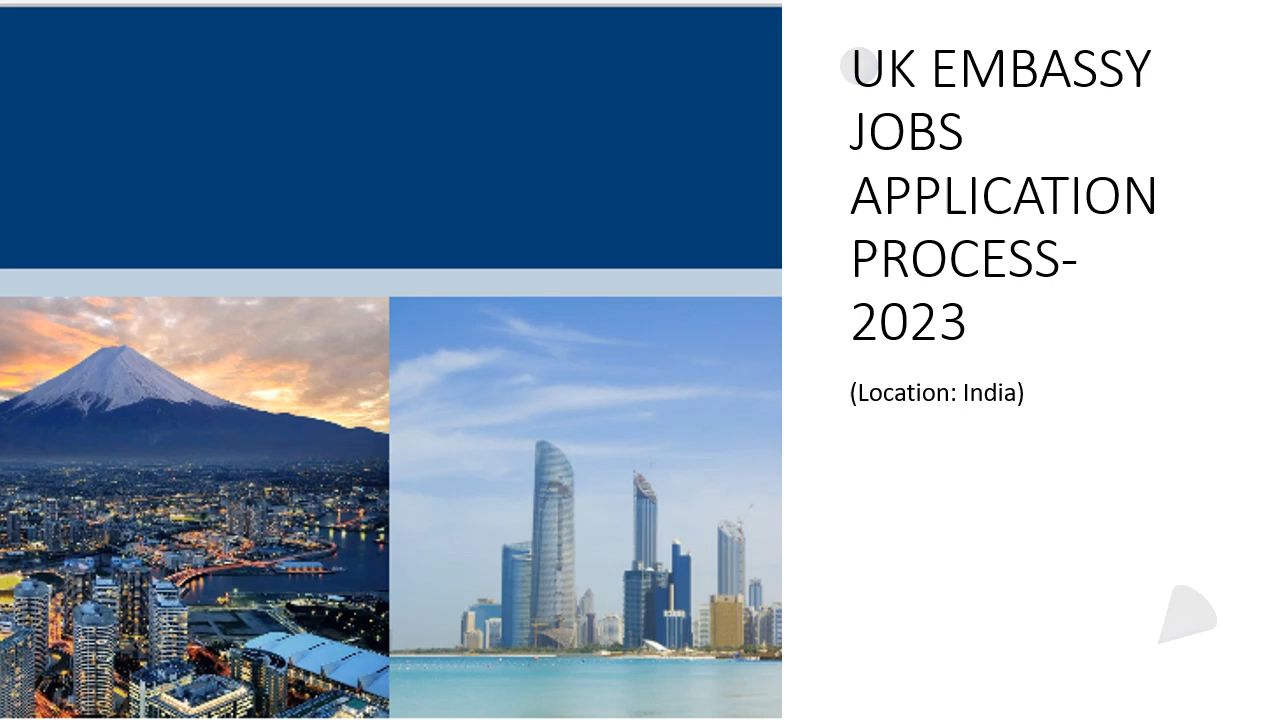 UK EMBASSY
JOBS
APPLICATION
PROCESS-
2023
(Location: India)